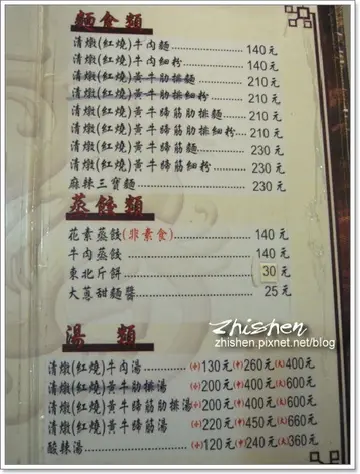 麵食類
清燉(紅燒)牛肉麵 140元
清燉(紅燒)牛肉細粉 140元
清燉(紅燒)黃牛肋排麵 210元
清燉(紅燒)黃牛肋排細粉 210元
清燉(紅燒)黃牛締筋肋排麵 210元
清燉(紅燒)黃牛締筋肋排細粉 210元
清燉(紅燒)黃牛締筋麵 230元
清燉(紅燒)黃牛締筋細粉 230元
麻辣三寶麵 230元
蒸餃類
花素蒸餃(非素食) 140元
牛肉蒸餃 140元
東北斤餅 30元
大蔥甜麵醬 25元
湯 類
清燉(紅燒)牛肉湯 (小)130元(中)260元(大)400元
清燉(紅燒)黃牛肋排湯 (小)200元(中)400元(大)600元
清燉(紅燒)黃牛締筋肋排湯 (小)200元(中)400元(大)600元
清燉(紅燒)黃牛締筋湯 (小)220元(中)450元(大)660元
酸辣湯 (小)120元(中)240元(大)360元
zhishen
zhishen.pixnet.net/blog